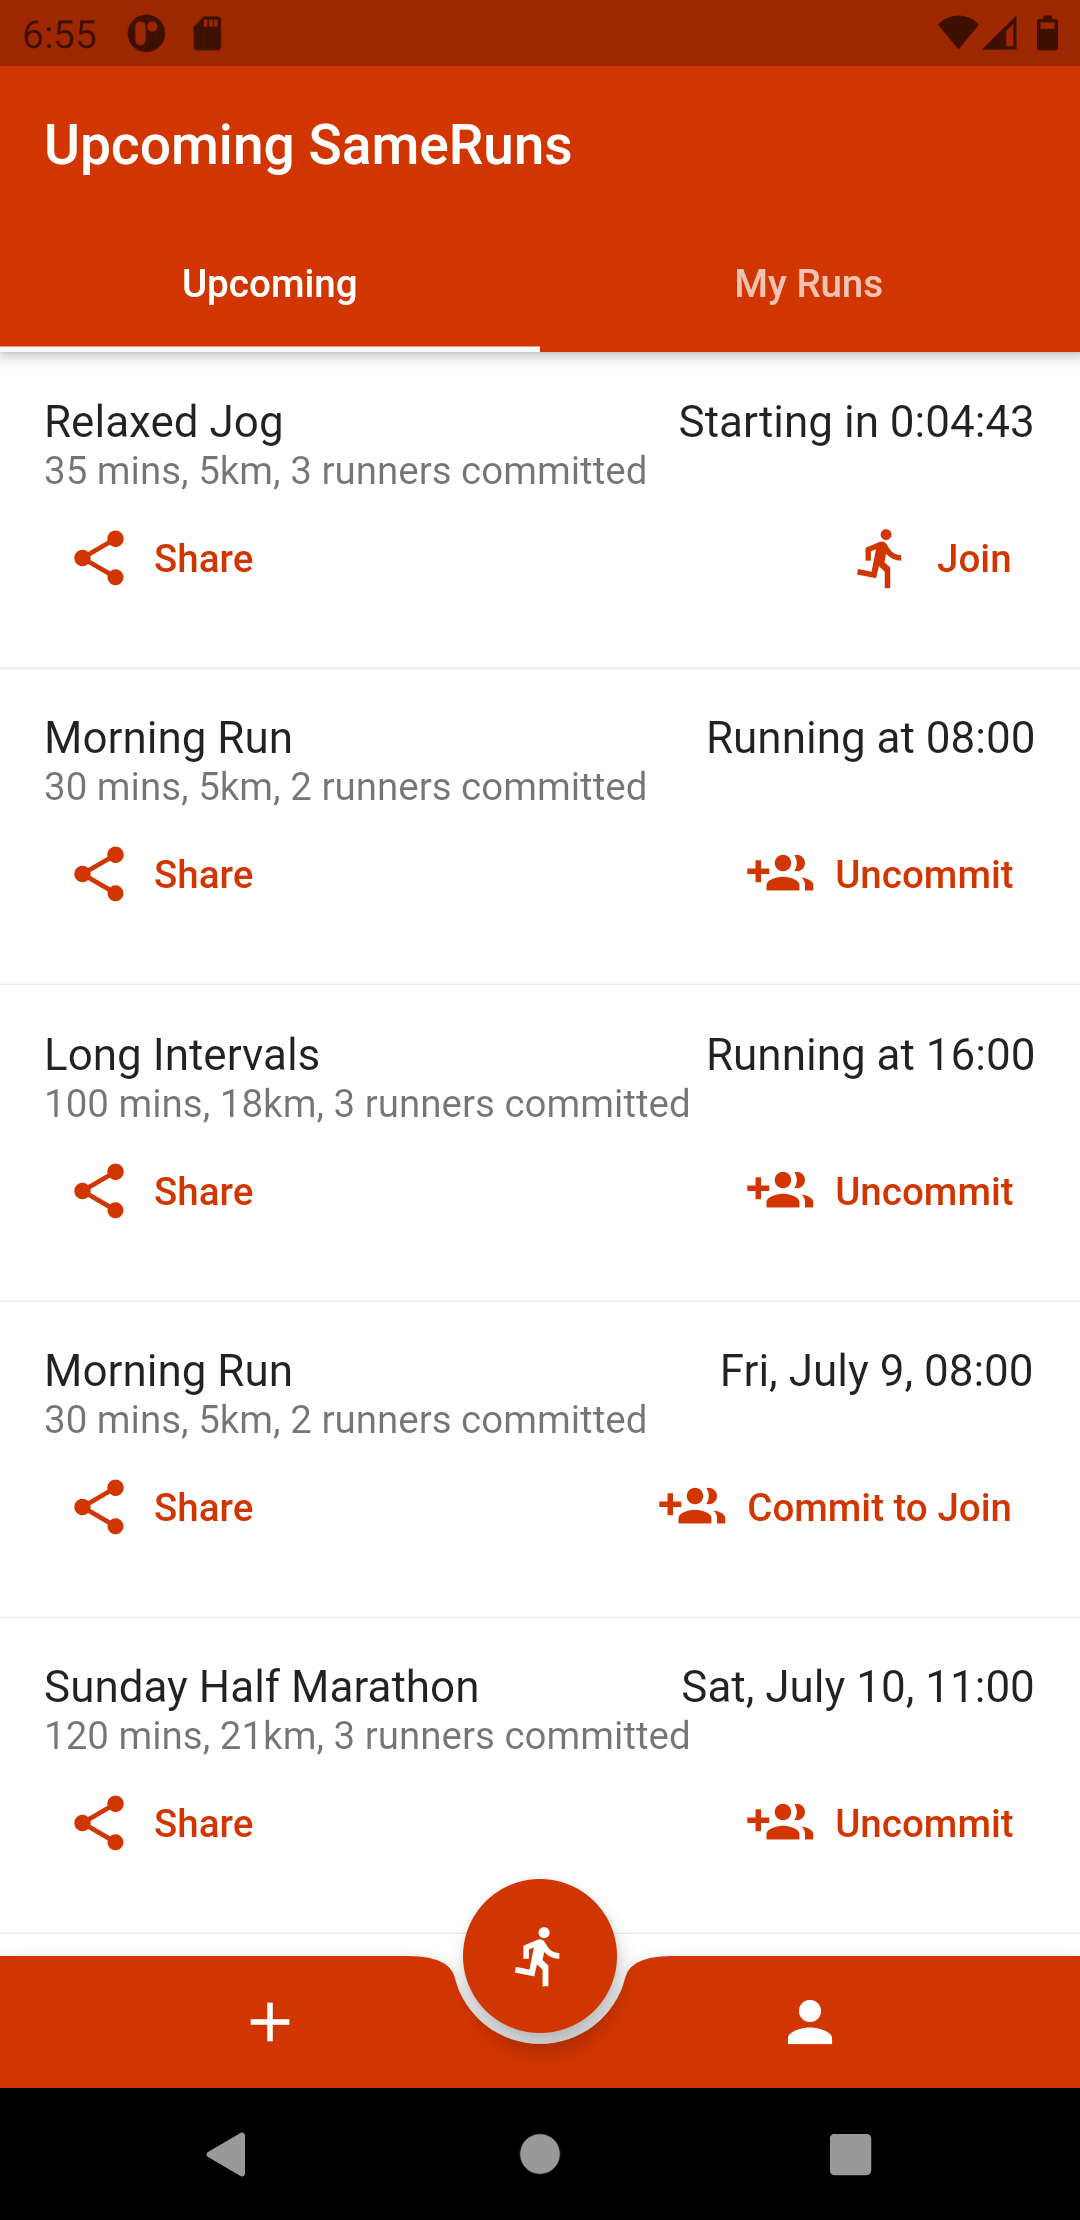 6:55
Upcoming SameRuns
Upcoming My Runs
Relaxed Jog Starting in 0:04:43
35 mins, 5km, 3 runners committed
Share Join
Morning Run Running at 08:00
30 mins, 5km, 2 runners committed
Share Uncommit
Long Intervals Running at 16:00
100 mins, 18km, 3 runners committed
Share Uncommit
Morning Run Fri, July 9, 08:00
30 mins, 5km, 2 runners committed
Share Commit to Join
Sunday Half Marathon Sat, July 10, 11:00
120 mins, 21km, 3 runners committed
Share Uncommit